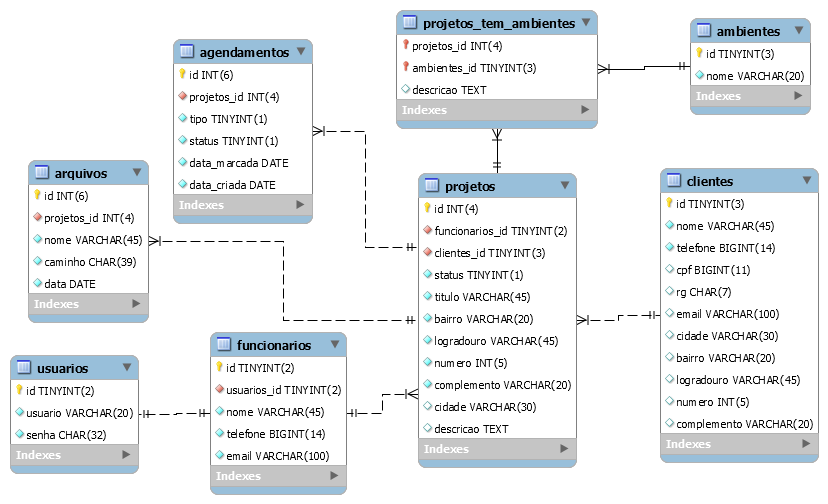 projetos_tem_ambientes
projetos_id INT(4)
ambientes_id TINYINT(3)
descricao TEXT
Indexes
ambientes
id TINYINT(3)
nome VARCHAR(20)
Indexes
agendamentos
id INT(6)
projetos_id INT(4)
tipo TINYINT(1)
status TINYINT(1)
data_marcada DATE
data_criada DATE
Indexes
arquivos
id INT(6)
projetos_id INT(4)
nome VARCHAR(45)
caminho CHAR(39)
data DATE
Indexes
projetos
id INT(4)
funcionarios_id TINYINT(2)
clientes_id TINYINT(3)
status TINYINT(1)
titulo VARCHAR(45)
bairro VARCHAR(20)
logradouro VARCHAR(45)
numero INT(5)
complemento VARCHAR(20)
cidade VARCHAR(30)
descricao TEXT
Indexes
clientes
id TINYINT(3)
nome VARCHAR(45)
telefone BIGINT(14)
cpf BIGINT(11)
rg CHAR(7)
email VARCHAR(100)
cidade VARCHAR(30)
bairro VARCHAR(20)
logradouro VARCHAR(45)
numero INT(5)
complemento VARCHAR(20)
Indexes
usuarios
id TINYINT(2)
usuario VARCHAR(20)
senha CHAR(32)
Indexes
funcionarios
id TINYINT(2)
usuarios_id TINYINT(2)
nome VARCHAR(45)
telefone BIGINT(14)
email VARCHAR(100)
Indexes